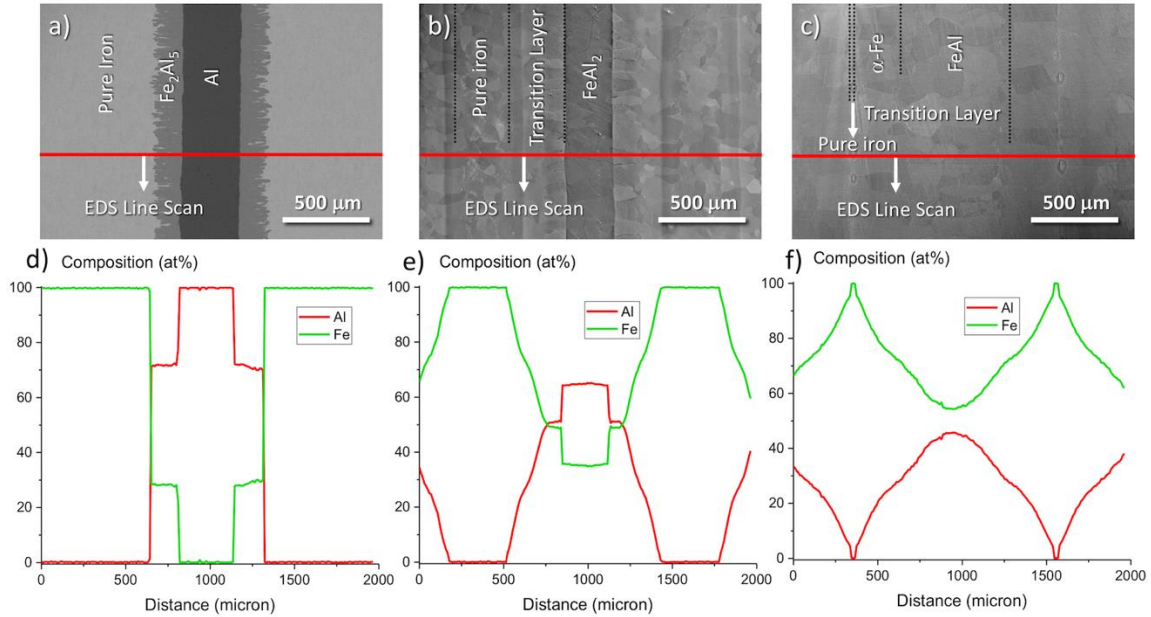 a)
Pure Iron
Fe₂Al₅
Al
EDS Line Scan
500 μm
b)
Pure iron
Transition Layer
FeAl₂
EDS Line Scan
500 μm
c)
α-Fe
FeAl
Transition Layer
Pure iron
EDS Line Scan
500 μm
d)
Composition (at%)
100
80
60
40
20
0
Al
Fe
0 500 1000 1500 2000
Distance (micron)
e)
Composition (at%)
100
80
60
40
20
0
Al
Fe
0 500 1000 1500 2000
Distance (micron)
f)
Composition (at%)
100
80
60
40
20
0
Al
Fe
0 500 1000 1500 2000
Distance (micron)